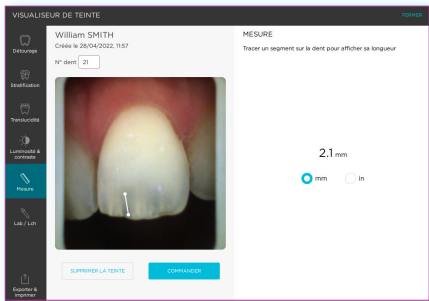 VISUALISEUR DE TEINTE
FERMER
Détourage
Stratification
Translucidité
Luminosité &
contraste
Mesure
Lab / Lch
Exporter &
imprimer
William SMITH
Créée le 28/04/2022, 11:57
N° dent 21
SUPPRIMER LA TEINTE
COMMANDER
MESURE
Tracer un segment sur la dent pour afficher sa longueur
2.1 mm
mm
in